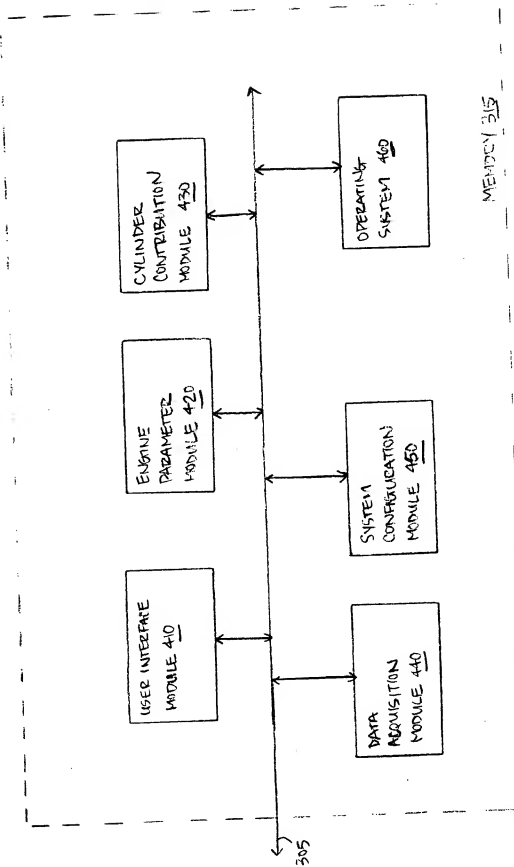 USER INTERFACE
MODULE 410
ENGINE
PARAMETER
MODULE 420
CYLINDER
CONTRIBUTION
MODULE 430
DATA
ACQUISITION
MODULE 440
SYSTEM
CONFIGURATION
MODULE 450
OPERATING
SYSTEM 460
305
MEMORY 315